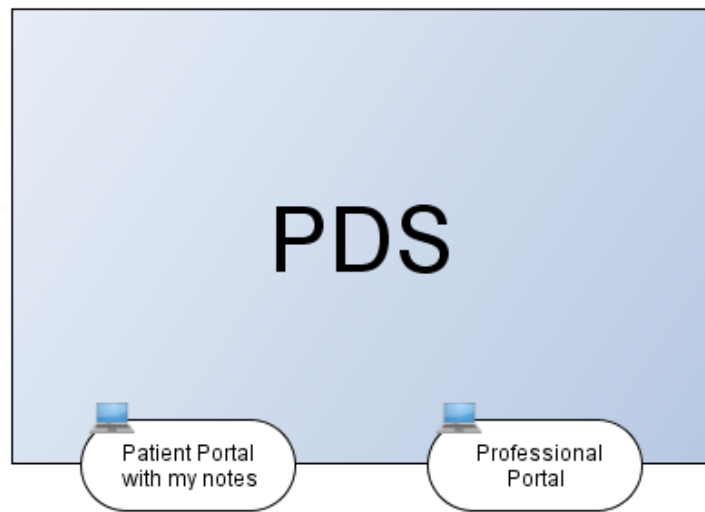 PDS
Patient Portal
with my notes
Professional
Portal